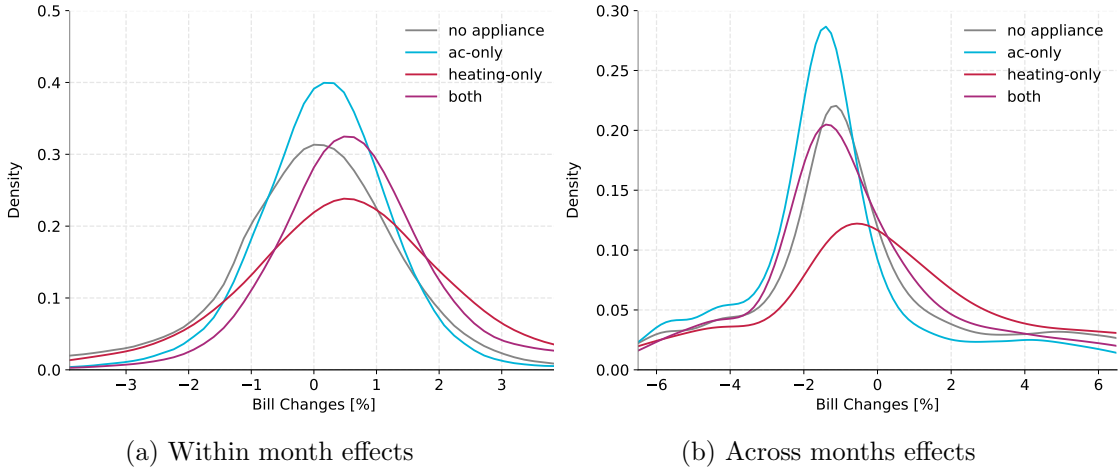 0.5
0.4
0.3
0.2
0.1
0.0
Density
no appliance
ac-only
heating-only
both
−3 −2 −1 0 1 2 3
Bill Changes [%]
(a) Within month effects
0.30
0.25
0.20
0.15
0.10
0.05
0.00
Density
no appliance
ac-only
heating-only
both
−6 −4 −2 0 2 4 6
Bill Changes [%]
(b) Across months effects